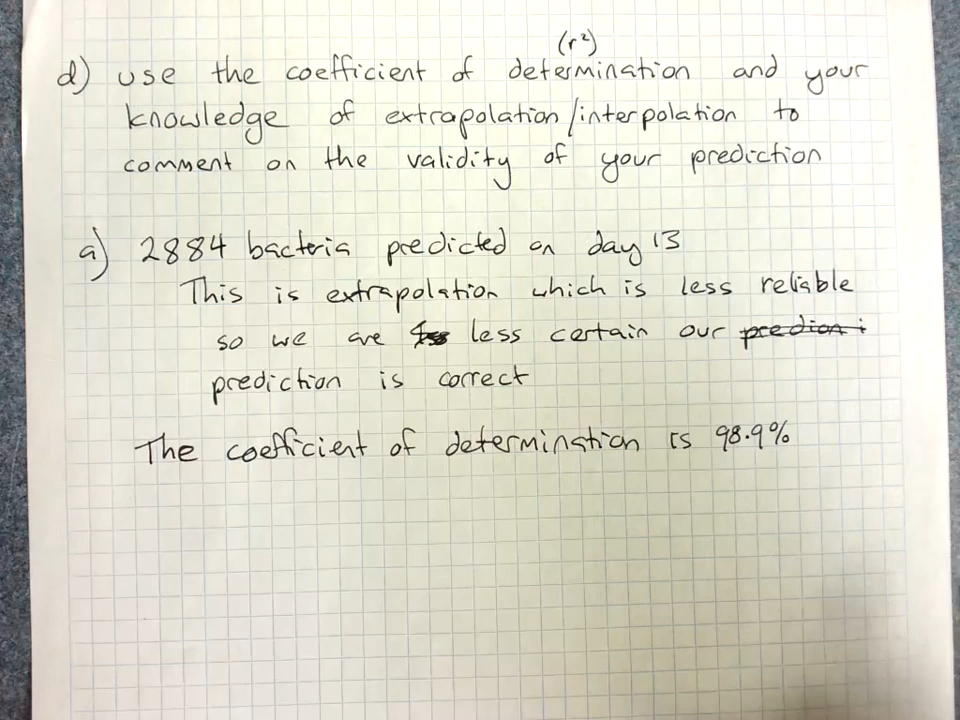 (r²)
d) use the coefficient of determination and your
knowledge of extrapolation/interpolation to
comment on the validity of your prediction
a) 2884 bacteria predicted on day 13
This is extrapolation which is less reliable
so we are less certain our predion i
prediction is correct
The coefficient of determination is 98.9%